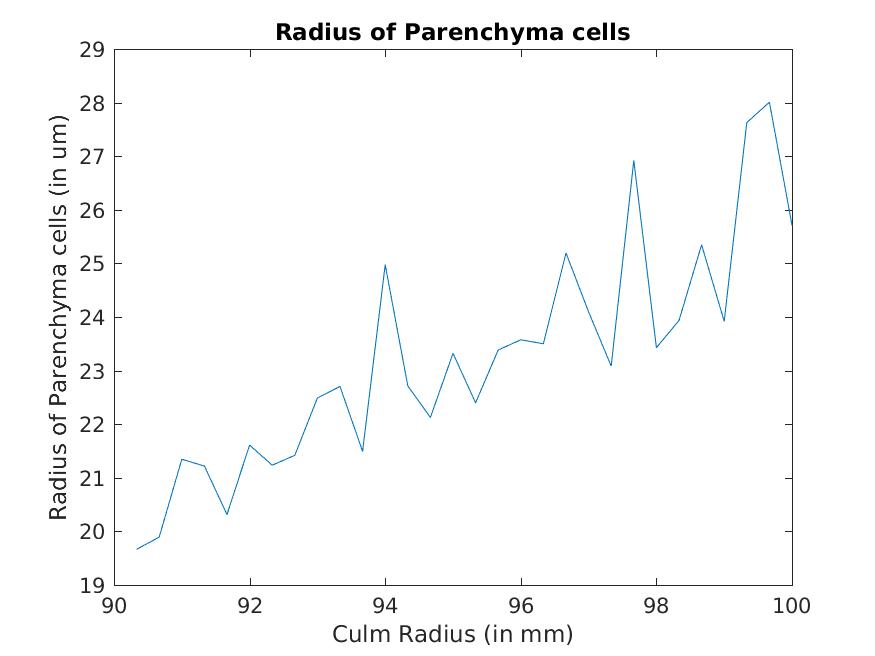 Radius of Parenchyma cells
29
28
27
26
25
24
23
22
21
20
19
Radius of Parenchyma cells (in um)
90 92 94 96 98 100
Culm Radius (in mm)